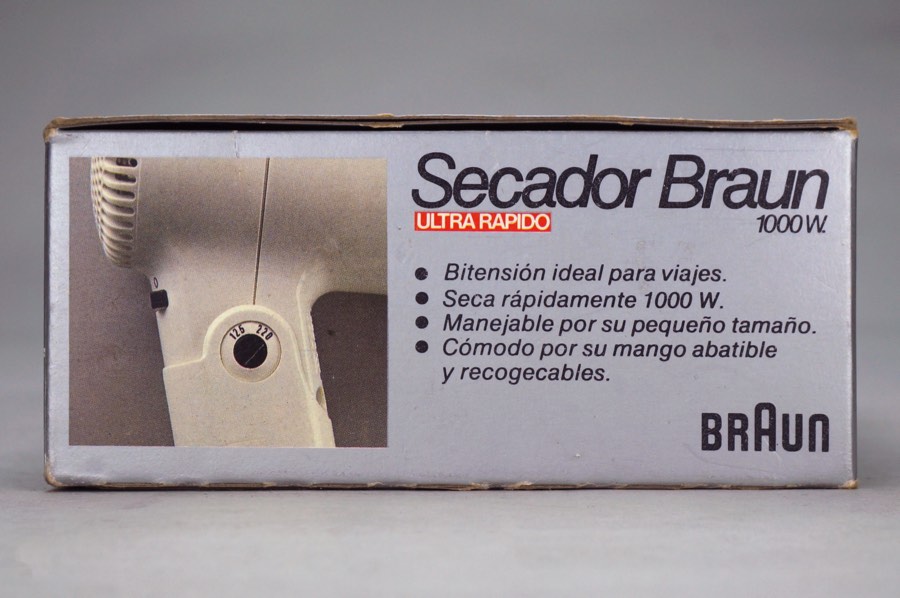 Secador Braun
ULTRA RAPIDO
1000 W.
● Bitensión ideal para viajes.
● Seca rápidamente 1000 W.
● Manejable por su pequeño tamaño.
● Cómodo por su mango abatible
y recogecables.
0
125 220
BRAUN